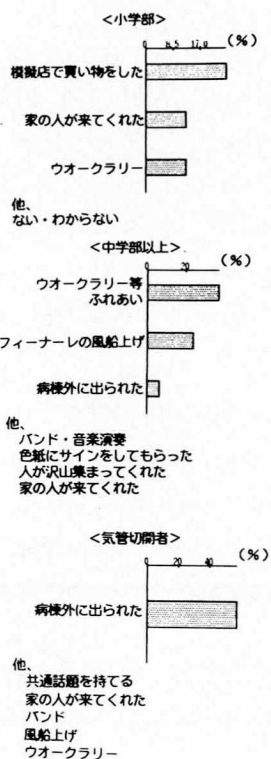 <小学部>
0 8.5 17.0 (%)
模擬店で買い物をした
家の人が来てくれた
ウオークラリー
他、
ない・わからない
<中学部以上>
0 20 (%)
ウオークラリー等
ふれあい
フィーナーレの風船上げ
病棟外に出られた
他、
バンド・音楽演奏
色紙にサインをしてもらった
人が沢山集まってくれた
家の人が来てくれた
<気管切開者>
0 20 40 (%)
病棟外に出られた
他、
共通話題を持てる
家の人が来てくれた
バンド
風船上げ
ウオークラリー